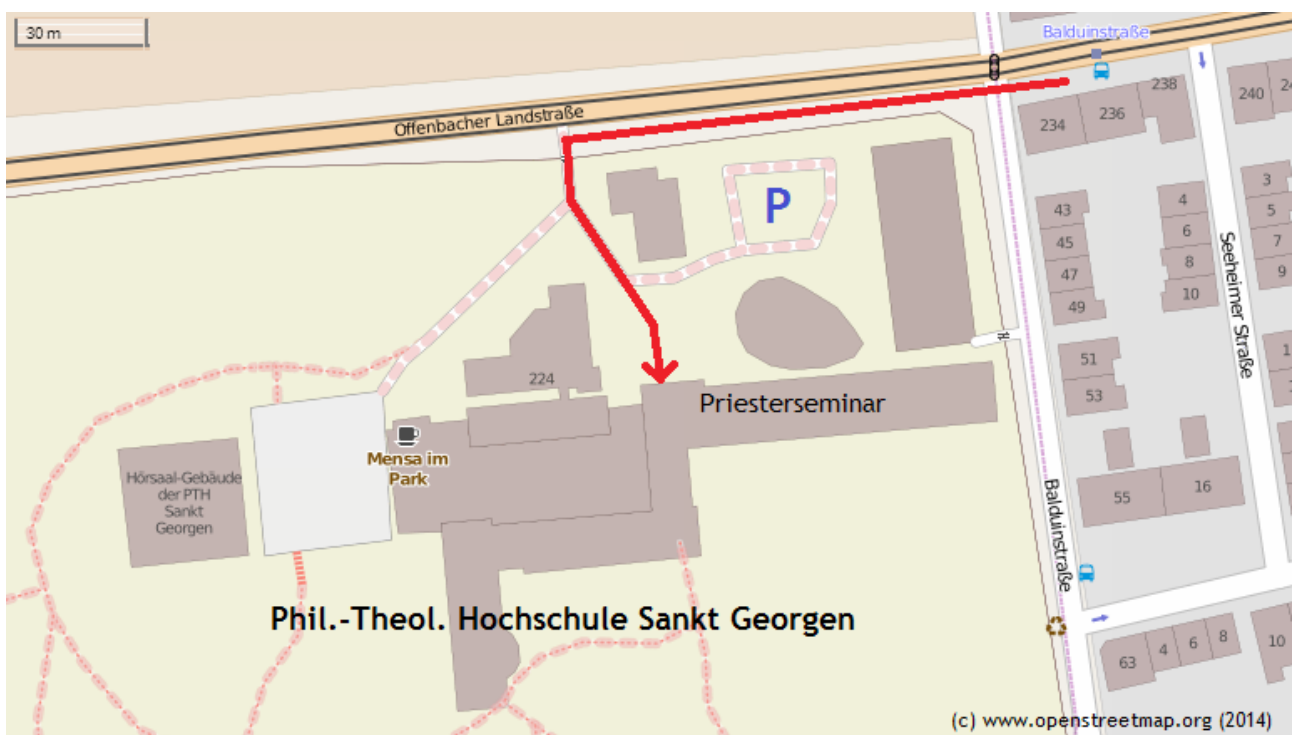 30 m
Balduinstraße
Offenbacher Landstraße
238
236
234
240
P
43
45
47
49
4
6
8
10
3
5
7
9
Seeheimer Straße
51
53
224
Priesterseminar
Mensa im
Park
Hörsaal-Gebäude
der PTH
Sankt
Georgen
55
16
Balduinstraße
Phil.-Theol. Hochschule Sankt Georgen
63
4
6
8
10
(c) www.openstreetmap.org (2014)